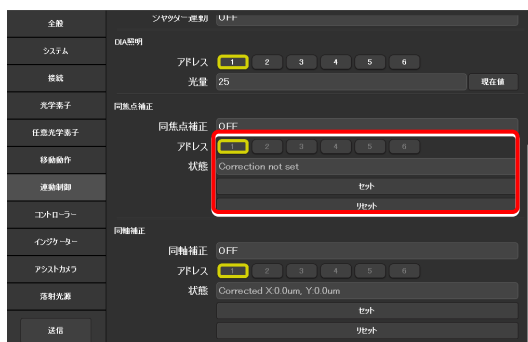 全般
システム
接続
光学素子
任意光学素子
移動動作
連動制御
コントローラー
インジケーター
アシストカメラ
落射光源
送信
シャッター連動 OFF
DIA照明
アドレス 1 2 3 4 5 6
光量 25 現在値
同焦点補正
同焦点補正 OFF
アドレス 1 2 3 4 5 6
状態 Correction not set
セット
リセット
同軸補正
同軸補正 OFF
アドレス 1 2 3 4 5 6
状態 Corrected X:0.0um, Y:0.0um
セット
リセット